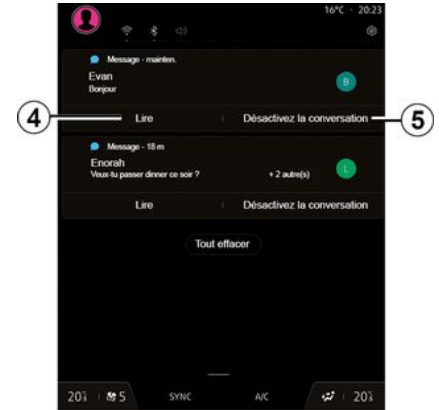 16°C · 20:23
Message - mainten.
Evan
Bonjour
B
4
Lire
Désactivez la conversation
5
Message - 18 m
Enorah
Veux-tu passer dinner ce soir ?
+ 2 autre(s)
L
Lire
Désactivez la conversation
Tout effacer
20 5 SYNC A/C 20